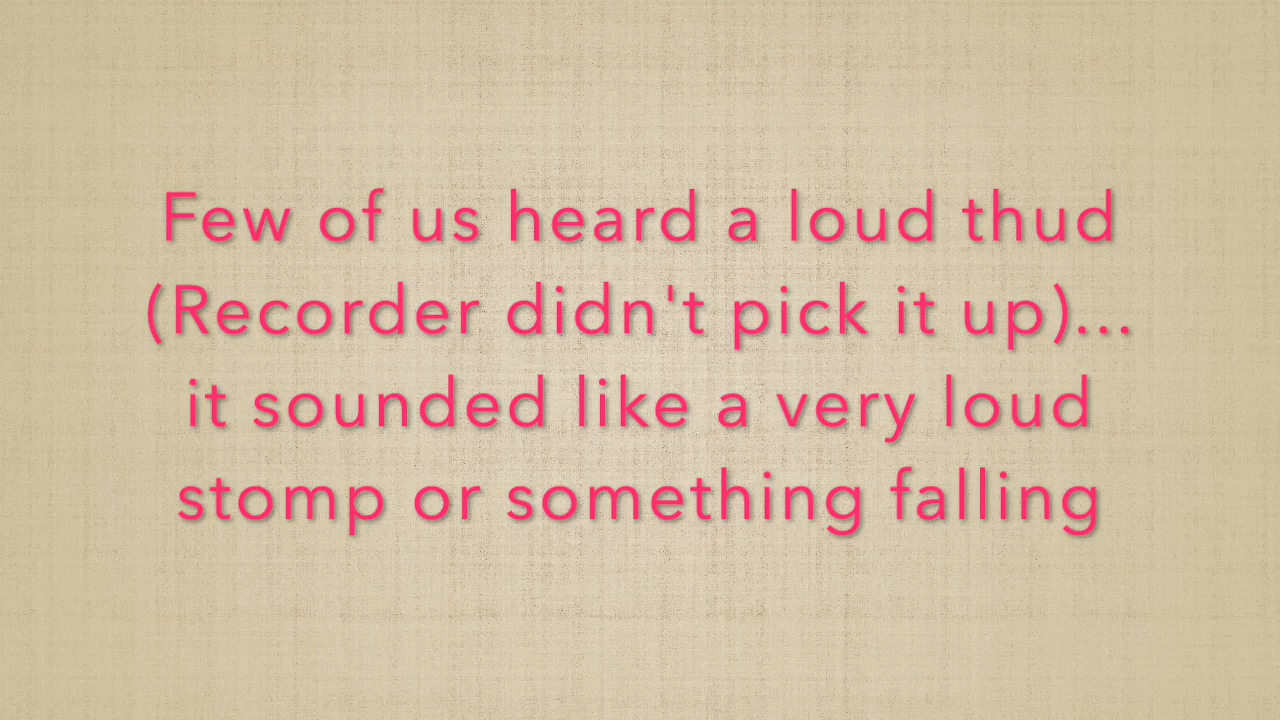 Few of us heard a loud thud
(Recorder didn't pick it up)...
it sounded like a very loud
stomp or something falling